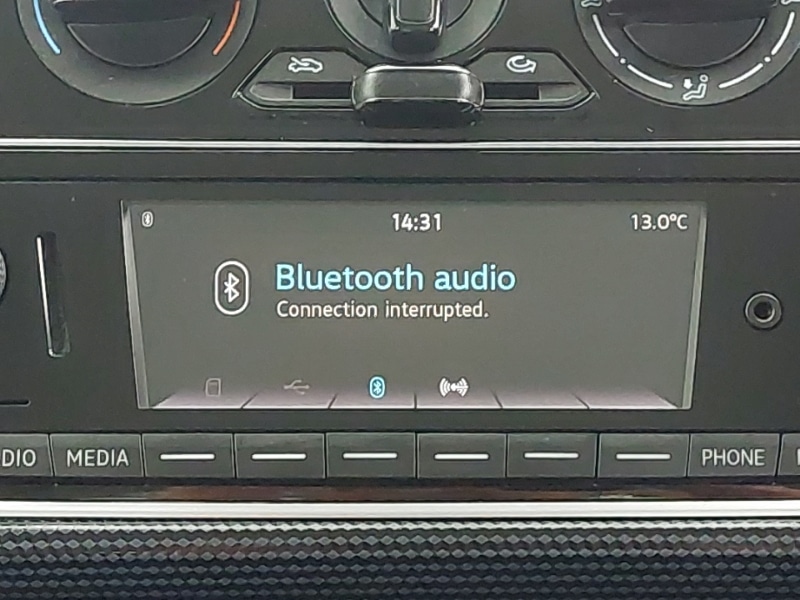 14:31 13.0°C
Bluetooth audio
Connection interrupted.
DIO MEDIA PHONE